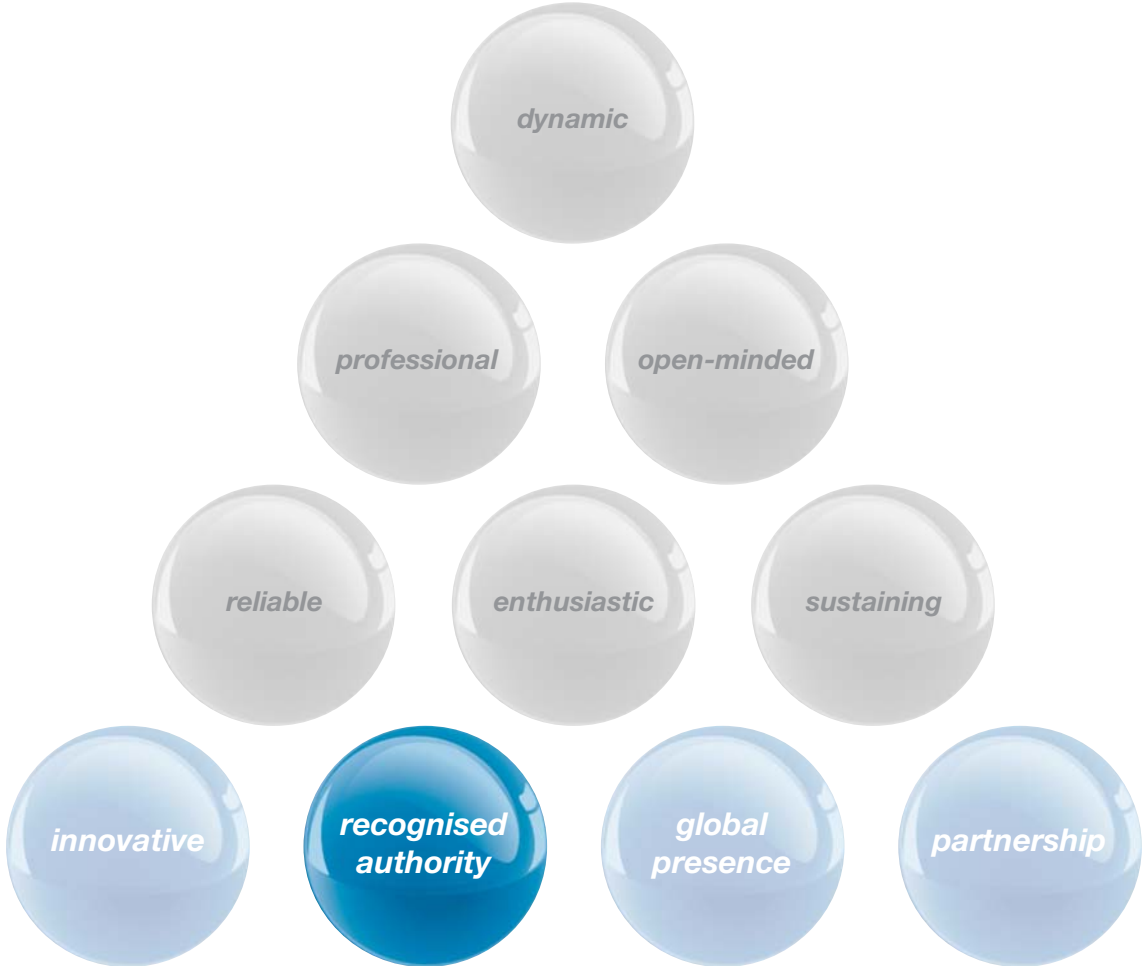 dynamic
professional
open-minded
reliable
enthusiastic
sustaining
innovative
recognised
authority
global
presence
partnership